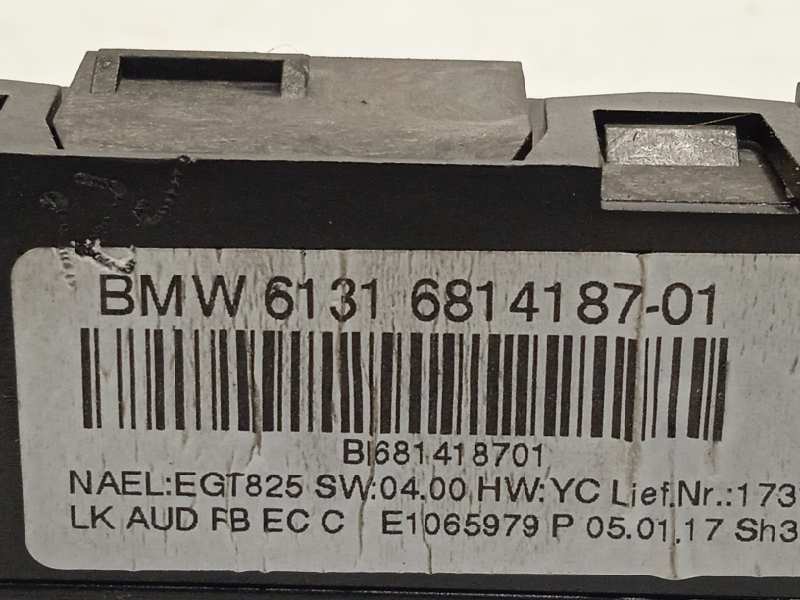 BMW 6131 6814187-01
BI681418701
NAEL:EGT825 SW:04.00 HW:YC Lief.Nr.:173
LK AUD FB EC C E1065979 P 05.01.17 Sh3